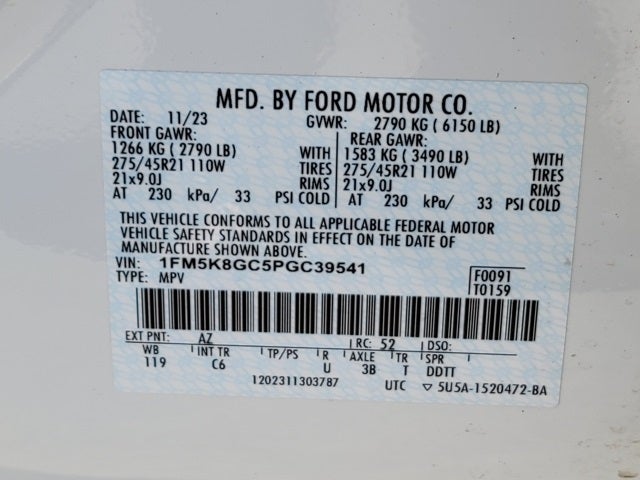 MFD. BY FORD MOTOR CO.
DATE: 11/23 GVWR: 2790 KG ( 6150 LB)
FRONT GAWR: REAR GAWR:
1266 KG ( 2790 LB) WITH 1583 KG ( 3490 LB) WITH
275/45R21 110W TIRES 275/45R21 110W TIRES
21x9.0J RIMS 21x9.0J RIMS
AT 230 kPa/ 33 PSI COLD AT 230 kPa/ 33 PSI COLD
THIS VEHICLE CONFORMS TO ALL APPLICABLE FEDERAL MOTOR
VEHICLE SAFETY STANDARDS IN EFFECT ON THE DATE OF
MANUFACTURE SHOWN ABOVE.
VIN: 1FM5K8GC5PGC39541 F0091
TYPE: MPV T0159
EXT PNT: AZ RC: 52 DSO:
WB INT TR TP/PS R AXLE TR SPR
119 C6 U 3B T DDTT
1202311303787 UTC ▽ 5U5A-1520472-BA